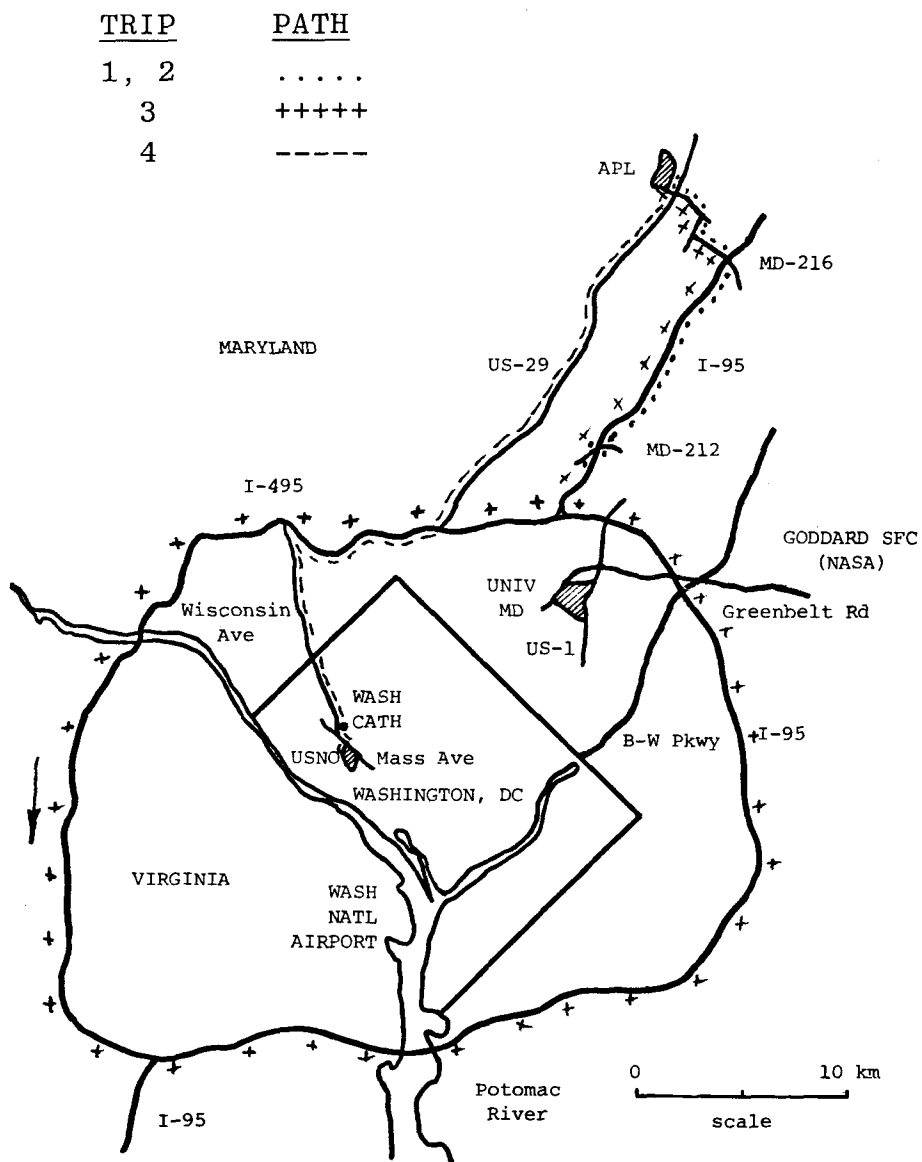 TRIP PATH
1, 2 .....
3 +++++
4 -----
APL
MD-216
MARYLAND
US-29
I-95
MD-212
I-495
GODDARD SFC
(NASA)
UNIV
MD
Greenbelt Rd
Wisconsin
Ave
US-1
WASH
CATH
B-W Pkwy
I-95
USNO
Mass Ave
WASHINGTON, DC
VIRGINIA
WASH
NATL
AIRPORT
0 10 km
scale
Potomac
River
I-95